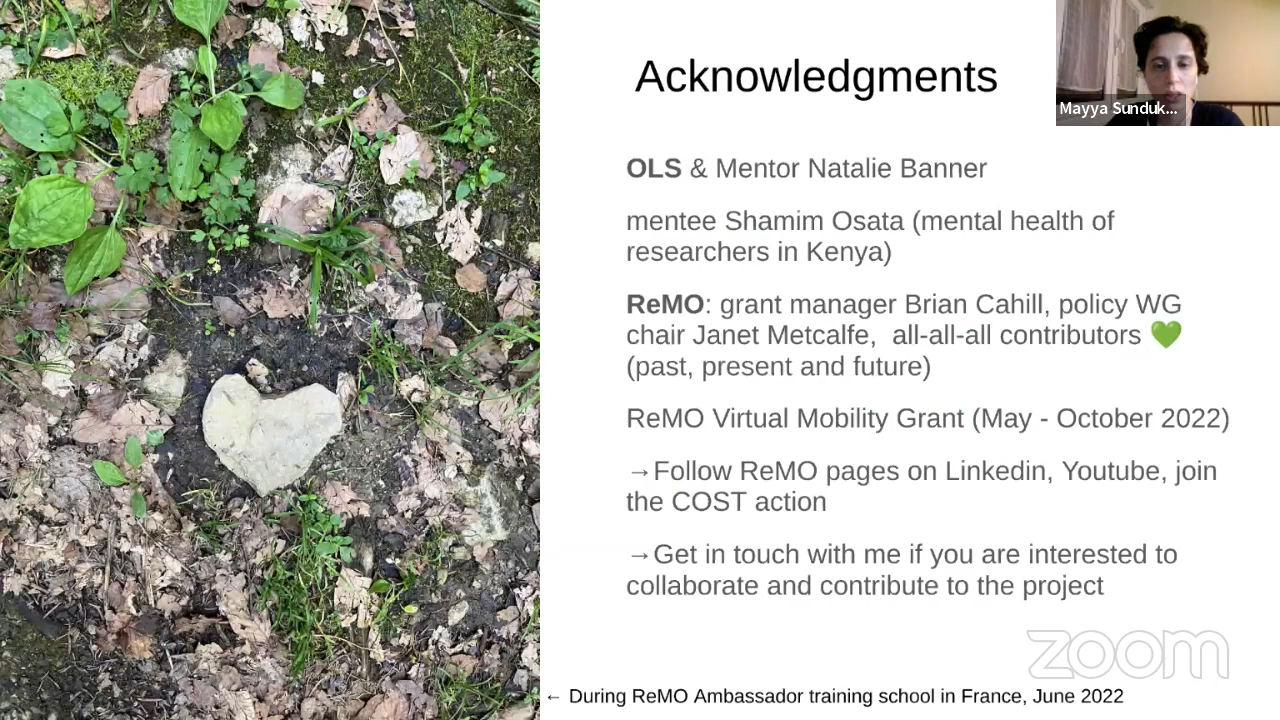 Acknowledgments
Mayya Sunduk...
OLS & Mentor Natalie Banner
mentee Shamim Osata (mental health of
researchers in Kenya)
ReMO: grant manager Brian Cahill, policy WG
chair Janet Metcalfe, all-all-all contributors 💚
(past, present and future)
ReMO Virtual Mobility Grant (May - October 2022)
→Follow ReMO pages on Linkedin, Youtube, join
the COST action
→Get in touch with me if you are interested to
collaborate and contribute to the project
zoom
← During ReMO Ambassador training school in France, June 2022